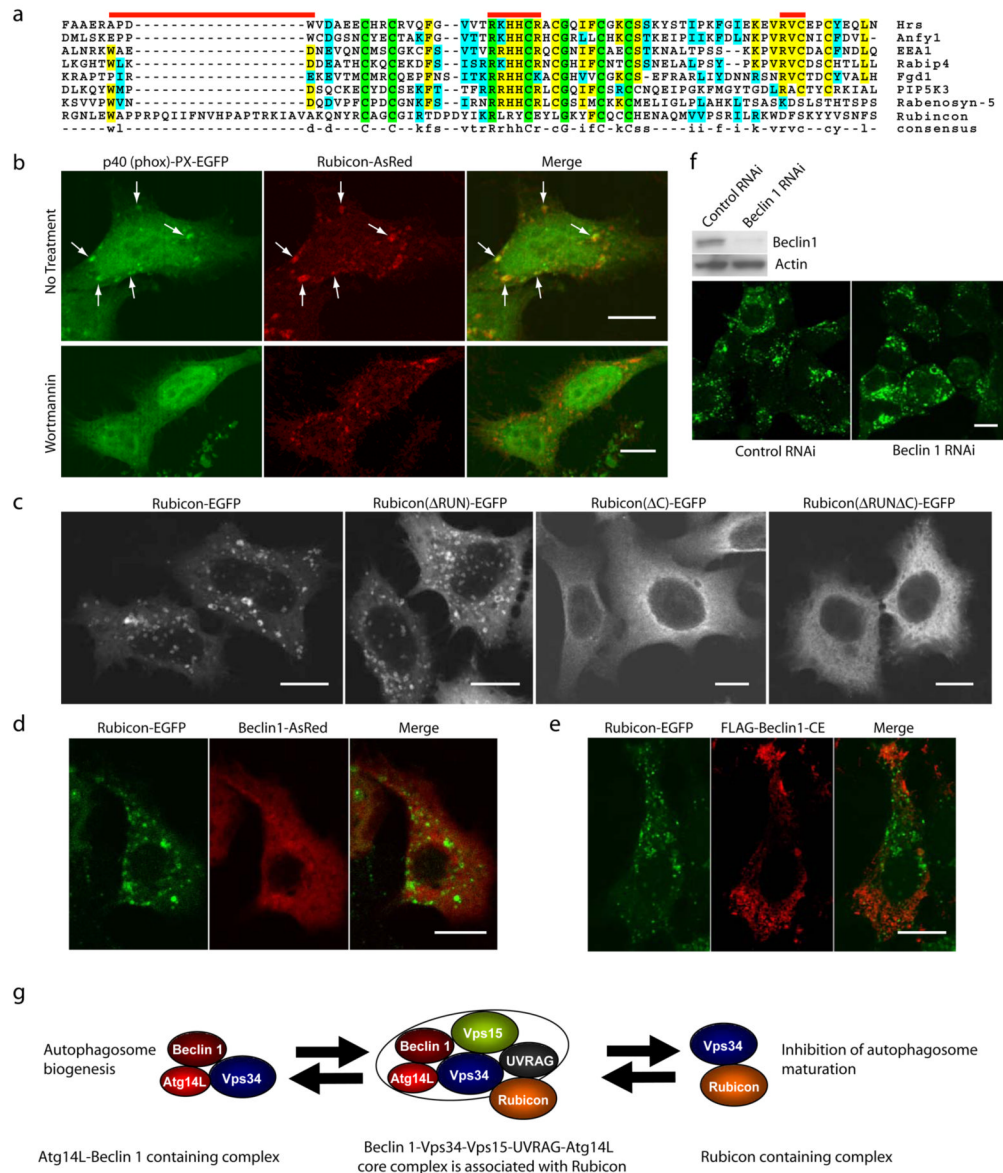 a
FAAERAPD----------------------WVDAEECHRCRVQFG--VVTRKHHCRACGQIFCGKCSSKYSTIPKFGIEKEVRVCEPCYEQLN Hrs
DMLSKEPP----------------------WCDGSNCYECTAKFG--VTTRKHHCRHCGRLLCHKCSTKEIPIIKFDLNKPVRVCNICFDVL- Anfy1
ALNRKWAE----------------------DNEVQNCMSCGKCFS--VTVRRHHCRQCGNIFCAECSTKNALTPSS--KKPVRVCDACFNDLQ EEA1
LKGHTWLK----------------------DDEATHCKQCQKDFS--ISRRKHHCRNCGHIFCNTCSSNELALPSY--PKPVRVCDSCHTLL- Rabip4
KRAPTPIR----------------------EKEVTMCMRCQEPFNS-ITKRRHHCKACGHVVCGKCS--EFRARLIYDNNRSNRVCTDCYVALH Fgd1
DLKQYWMP----------------------DSQCKECYDCSEKFT--TFRRRHHCRLCGQIFCSRCCNQEIPGKFMGYTGDLRACTYCRKIAL PIP5K3
KSVVPWVN----------------------DQDVPFCPDCGNKFS--IRNRRHHCRLCGSIMCKKCMELIGLPLAHKLTSASKDSLSTHTSPS Rabenosyn-5
RGNLEWAPPRPQIIFNVHPAPTRKIAVAKQNYRCAGCGIRTDPDYIKRLRYCEYLGKYFCQCCHENAQMVVPSRILRKWDFSKYYVSNF Rubincon
-----wl----------------------d----C--C---kfs--vtrRrhhCr-CG-ifC-kcss----iif-i-k--vrvc--cy---l- consensus
b
p40 (phox)-PX-EGFP Rubicon-AsRed Merge
No Treatment
Wortmannin
f
Control RNAi
Beclin 1 RNAi
Beclin1
Actin
Control RNAi Beclin 1 RNAi
c
Rubicon-EGFP Rubicon(ΔRUN)-EGFP Rubicon(ΔC)-EGFP Rubicon(ΔRUNΔC)-EGFP
d
Rubicon-EGFP Beclin1-AsRed Merge
e
Rubicon-EGFP FLAG-Beclin1-CE Merge
g
Autophagosome
biogenesis
Beclin 1
Atg14L
Vps34
Vps15
Beclin 1
UVRAG
Atg14L
Vps34
Rubicon
Vps34
Rubicon
Inhibition of autophagosome
maturation
Atg14L-Beclin 1 containing complex
Beclin 1-Vps34-Vps15-UVRAG-Atg14L
core complex is associated with Rubicon
Rubicon containing complex